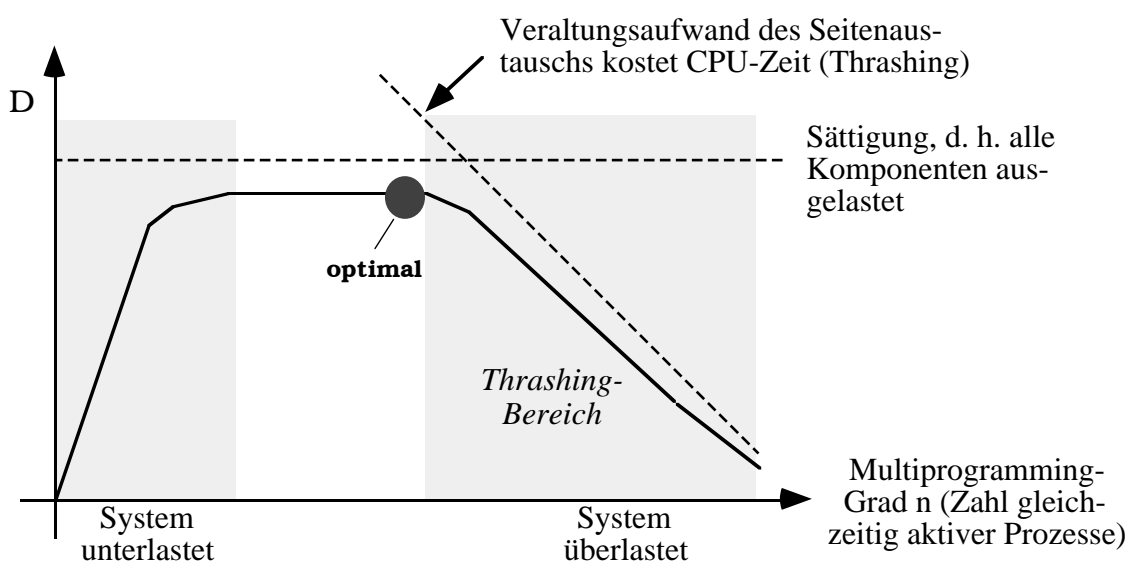 Veraltungsaufwand des Seitenaus-
tauschs kostet CPU-Zeit (Thrashing)
D
Sättigung, d. h. alle
Komponenten aus-
gelastet
optimal
Thrashing-
Bereich
Multiprogramming-
Grad n (Zahl gleich-
zeitig aktiver Prozesse)
System
unterlastet
System
überlastet